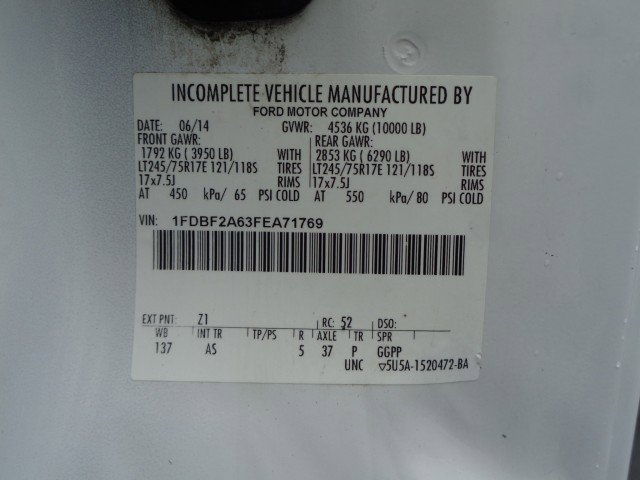 INCOMPLETE VEHICLE MANUFACTURED BY
FORD MOTOR COMPANY
DATE: 06/14 GVWR: 4536 KG (10000 LB)
FRONT GAWR: REAR GAWR:
1792 KG ( 3950 LB) WITH 2853 KG ( 6290 LB) WITH
LT245/75R17E 121/118S TIRES LT245/75R17E 121/118S TIRES
17x7.5J RIMS 17x7.5J RIMS
AT 450 kPa/ 65 PSI COLD AT 550 kPa/ 80 PSI COLD
VIN: 1FDBF2A63FEA71769
EXT PNT: Z1 RC: 52 DSO:
WB INT TR TP/PS R AXLE TR SPR
137 AS 5 37 P GGPP
UNC ▽5U5A-1520472-BA